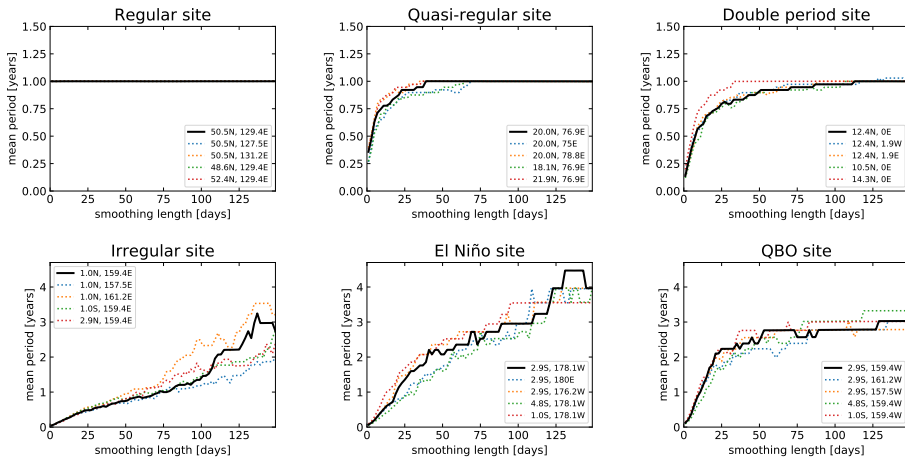 Regular site
Quasi-regular site
Double period site
mean period [years]
1.50
1.25
1.00
0.75
0.50
0.25
0.00
50.5N, 129.4E
50.5N, 127.5E
50.5N, 131.2E
48.6N, 129.4E
52.4N, 129.4E
0 25 50 75 100 125
smoothing length [days]
mean period [years]
1.50
1.25
1.00
0.75
0.50
0.25
0.00
20.0N, 76.9E
20.0N, 75E
20.0N, 78.8E
18.1N, 76.9E
21.9N, 76.9E
0 25 50 75 100 125
smoothing length [days]
mean period [years]
1.50
1.25
1.00
0.75
0.50
0.25
0.00
12.4N, 0E
12.4N, 1.9W
12.4N, 1.9E
10.5N, 0E
14.3N, 0E
0 25 50 75 100 125
smoothing length [days]
Irregular site
El Niño site
QBO site
mean period [years]
4
3
2
1
0
1.0N, 159.4E
1.0N, 157.5E
1.0N, 161.2E
1.0S, 159.4E
2.9N, 159.4E
0 25 50 75 100 125
smoothing length [days]
mean period [years]
4
3
2
1
0
2.9S, 178.1W
2.9S, 180E
2.9S, 176.2W
4.8S, 178.1W
1.0S, 178.1W
0 25 50 75 100 125
smoothing length [days]
mean period [years]
4
3
2
1
0
2.9S, 159.4W
2.9S, 161.2W
2.9S, 157.5W
4.8S, 159.4W
1.0S, 159.4W
0 25 50 75 100 125
smoothing length [days]